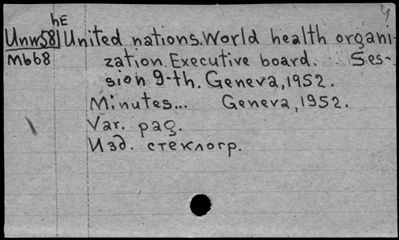 4
hE
Unw58 United nations. World health organi-
M668 zation. Executive board. Ses-
sion 9-th. Geneva, 1952.
Minutes... Geneva, 1952.
Var. pag.
Изд. стеклогр.